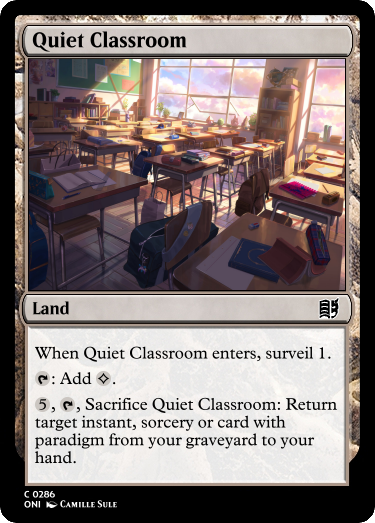 Quiet Classroom
Land
When Quiet Classroom enters, surveil 1.
: Add .
5, , Sacrifice Quiet Classroom: Return
target instant, sorcery or card with
paradigm from your graveyard to your
hand.
C 0286
ONI Camille Sule